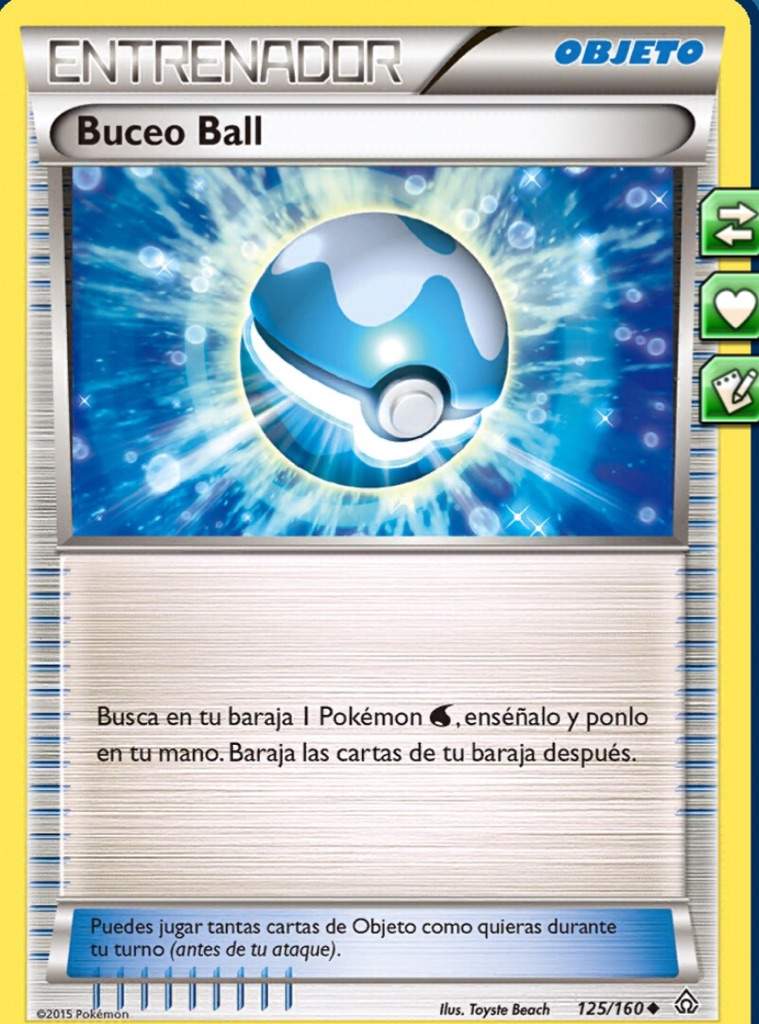 ENTRENADOR
OBJETO
Buceo Ball
Busca en tu baraja 1 Pokémon , enséñalo y ponlo
en tu mano. Baraja las cartas de tu baraja después.
Puedes jugar tantas cartas de Objeto como quieras durante
tu turno (antes de tu ataque).
©2015 Pokémon
Ilus. Toyste Beach
125/160